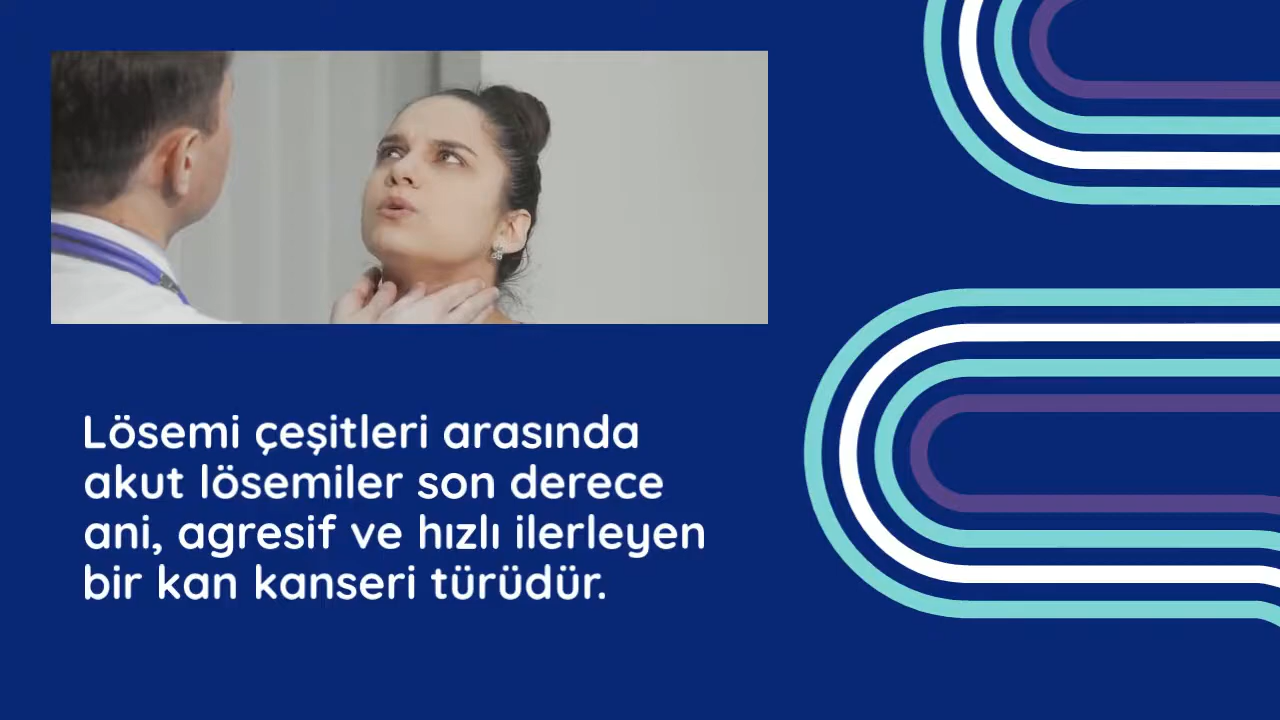 Lösemi çeşitleri arasında
akut lösemiler son derece
ani, agresif ve hızlı ilerleyen
bir kan kanseri türüdür.